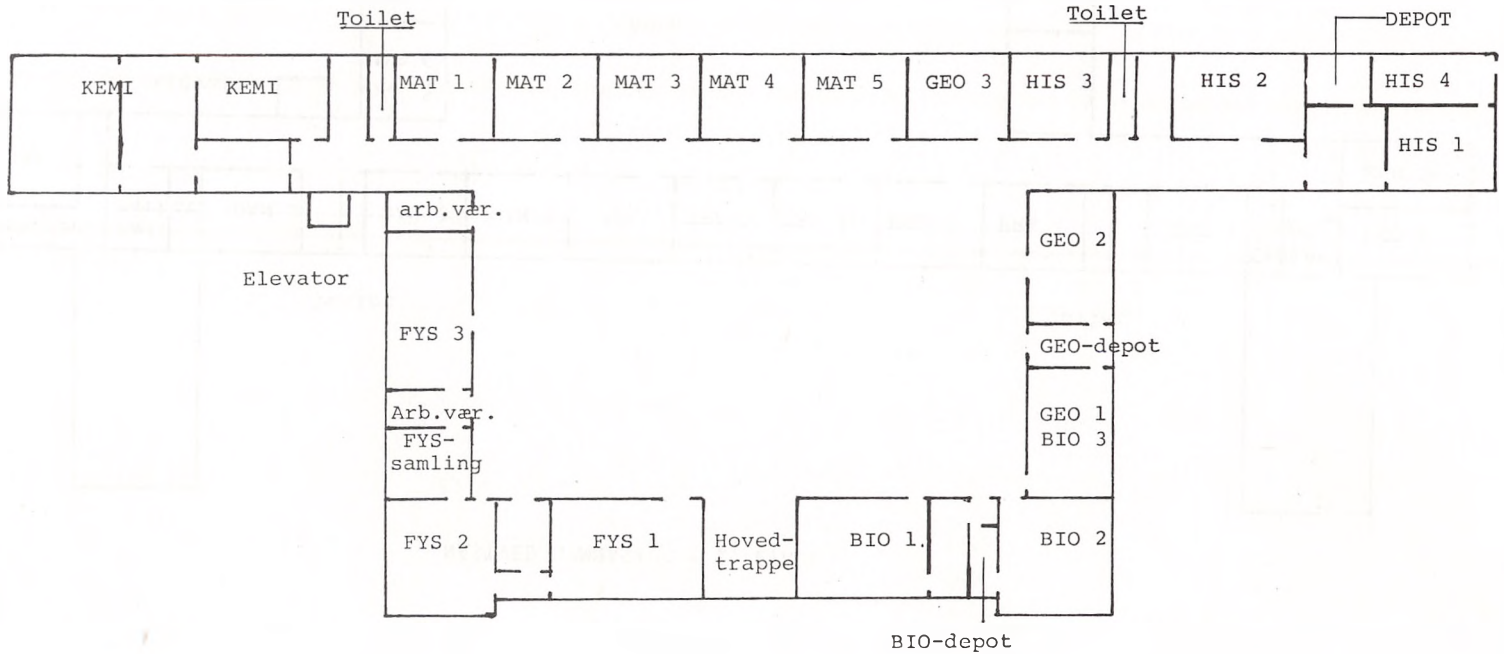 Toilet
Toilet
DEPOT
KEMI
KEMI
MAT 1
MAT 2
MAT 3
MAT 4
MAT 5
GEO 3
HIS 3
HIS 2
HIS 4
HIS 1
arb.vær.
Elevator
GEO 2
FYS 3
GEO-depot
Arb.vær.
FYS-
samling
GEO 1
BIO 3
FYS 2
FYS 1
Hoved-
trappe
BIO 1.
BIO 2
BIO-depot